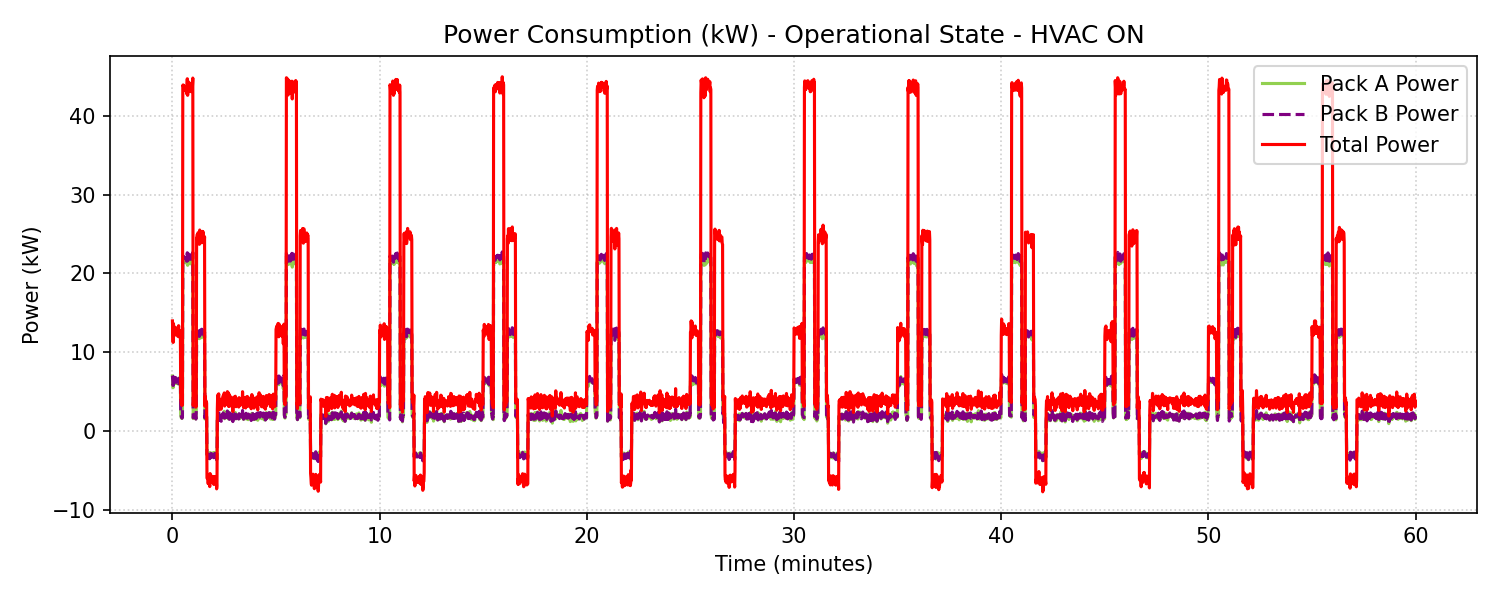 Power Consumption (kW) - Operational State - HVAC ON
Pack A Power
Pack B Power
Total Power
Power (kW)
40
30
20
10
0
−10
0
10
20
30
40
50
60
Time (minutes)